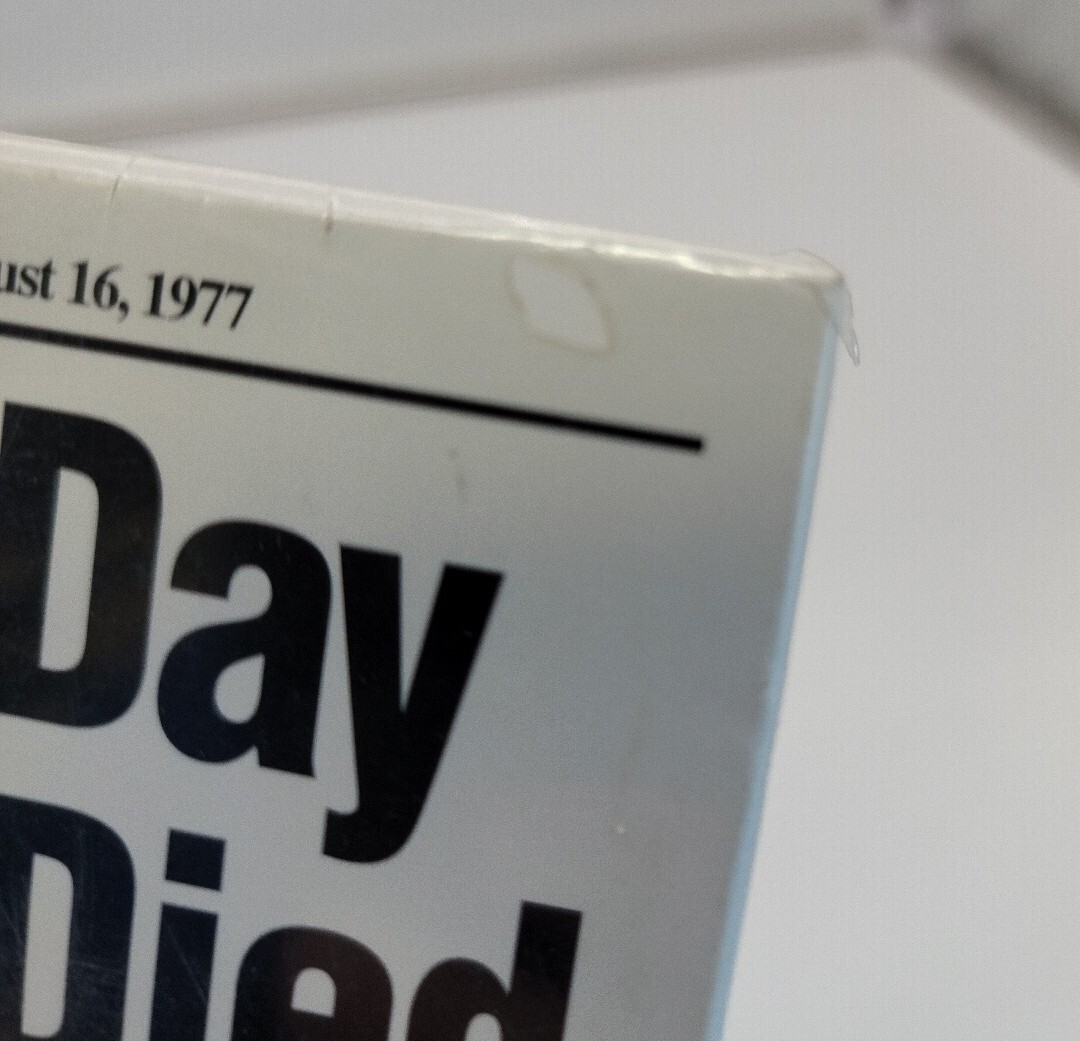 ust 16, 1977
Day
Died